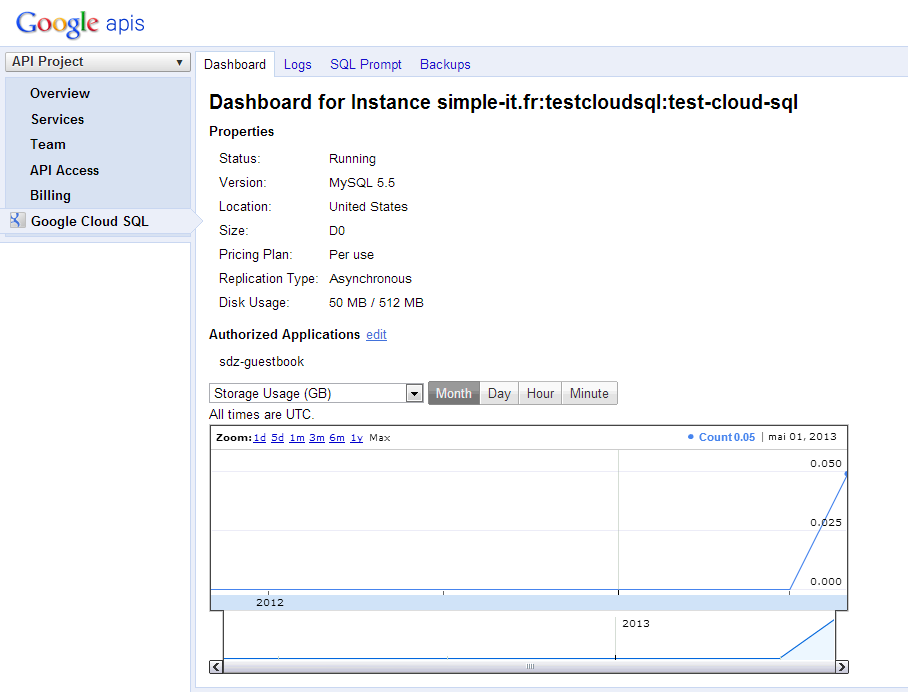 Google apis
API Project
Overview
Services
Team
API Access
Billing
Google Cloud SQL
Dashboard Logs SQL Prompt Backups
Dashboard for Instance simple-it.fr:testcloudsql:test-cloud-sql
Properties
Status: Running
Version: MySQL 5.5
Location: United States
Size: D0
Pricing Plan: Per use
Replication Type: Asynchronous
Disk Usage: 50 MB / 512 MB
Authorized Applications edit
sdz-guestbook
Storage Usage (GB) Month Day Hour Minute
All times are UTC.
Zoom: 1d 5d 1m 3m 6m 1y Max Count 0.05 | mai 01, 2013
0.050
0.025
0.000
2012
2013